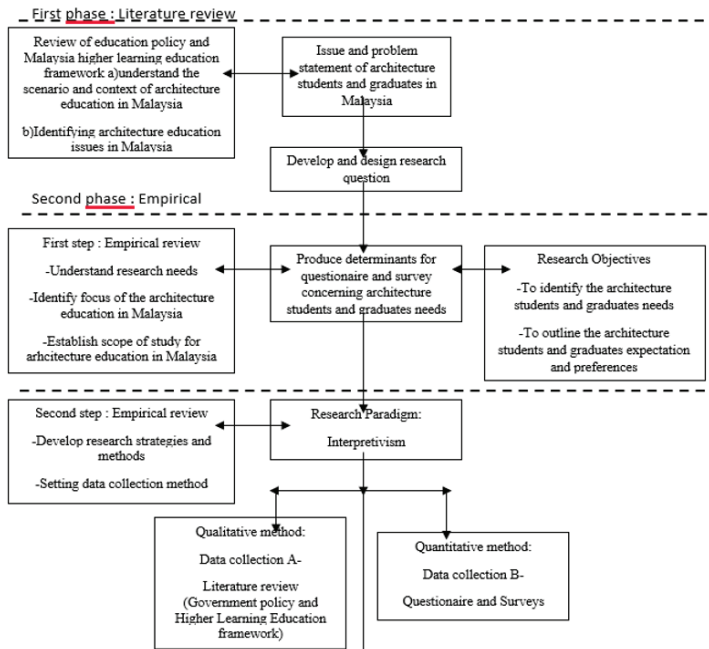 First phase : Literature review
Review of education policy and
Malaysia higher learning education
framework a)understand the
scenario and context of architecture
education in Malaysia
b)Identifying architecture education
issues in Malaysia
Issue and problem
statement of architecture
students and graduates in
Malaysia
Develop and design research
question
Second phase : Empirical
First step : Empirical review
-Understand research needs
-Identify focus of the architecture
education in Malaysia
-Establish scope of study for
arhcitecture education in Malaysia
Produce determinants for
questionaire and survey
concerning architecture
students and graduates needs
Research Objectives
-To identify the architecture
students and graduates needs
-To outline the architecture
students and graduates expectation
and preferences
Second step : Empirical review
-Develop research strategies and
methods
-Setting data collection method
Research Paradigm:
Interpretivism
Qualitative method:
Data collection A-
Literature review
(Government policy and
Higher Learning Education
framework)
Quantitative method:
Data collection B-
Questionaire and Surveys